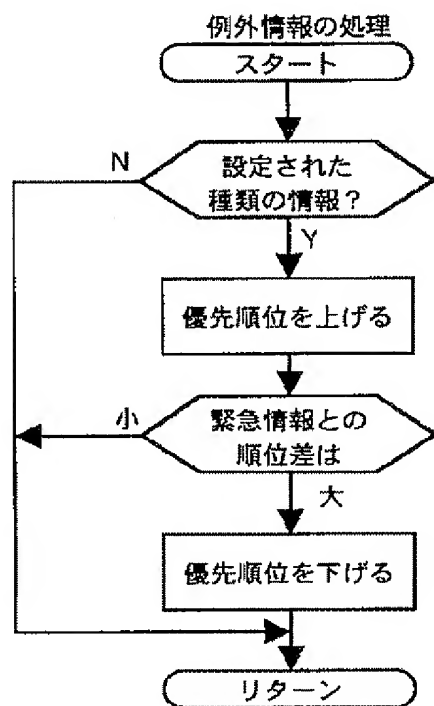 例外情報の処理
スタート
N
設定された
種類の情報?
Y
優先順位を上げる
小
緊急情報との
順位差は
大
優先順位を下げる
リターン